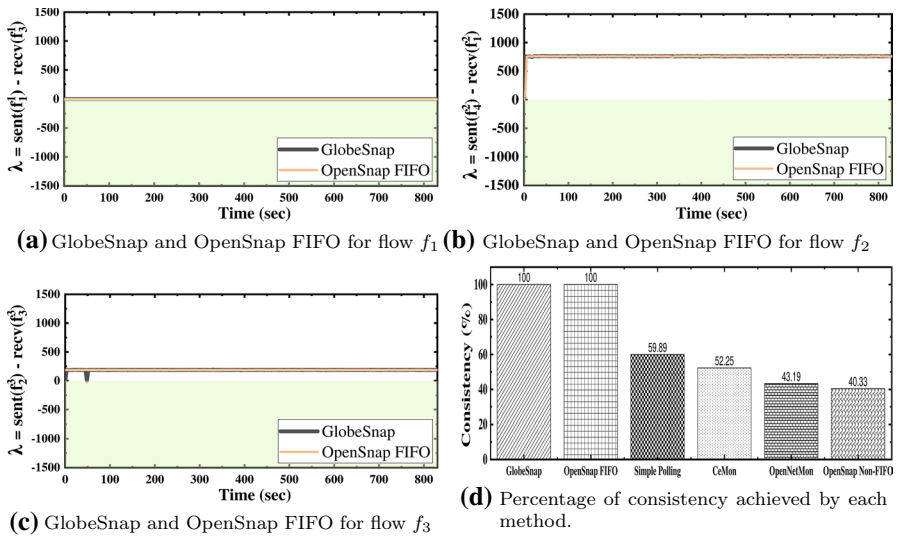 1500
1000
500
0
-500
-1000
-1500
λ = sent(f₁¹) - recv(f₃¹)
GlobeSnap
OpenSnap FIFO
0 100 200 300 400 500 600 700 800
Time (sec)
(a) GlobeSnap and OpenSnap FIFO for flow f₁
1500
1000
500
0
-500
-1000
-1500
λ = sent(f₄²) - recv(f₁²)
GlobeSnap
OpenSnap FIFO
0 100 200 300 400 500 600 700 800
Time (sec)
(b) GlobeSnap and OpenSnap FIFO for flow f₂
1500
1000
500
0
-500
-1000
-1500
λ = sent(f₂³) - recv(f₃³)
GlobeSnap
OpenSnap FIFO
0 100 200 300 400 500 600 700 800
Time (sec)
(c) GlobeSnap and OpenSnap FIFO for flow f₃
100
80
60
40
20
0
Consistency (%)
100 100 59.89 52.25 43.19 40.33
GlobeSnap OpenSnap FIFO Simple Polling CeMon OpenNetMon OpenSnap Non-FIFO
(d) Percentage of consistency achieved by each
method.